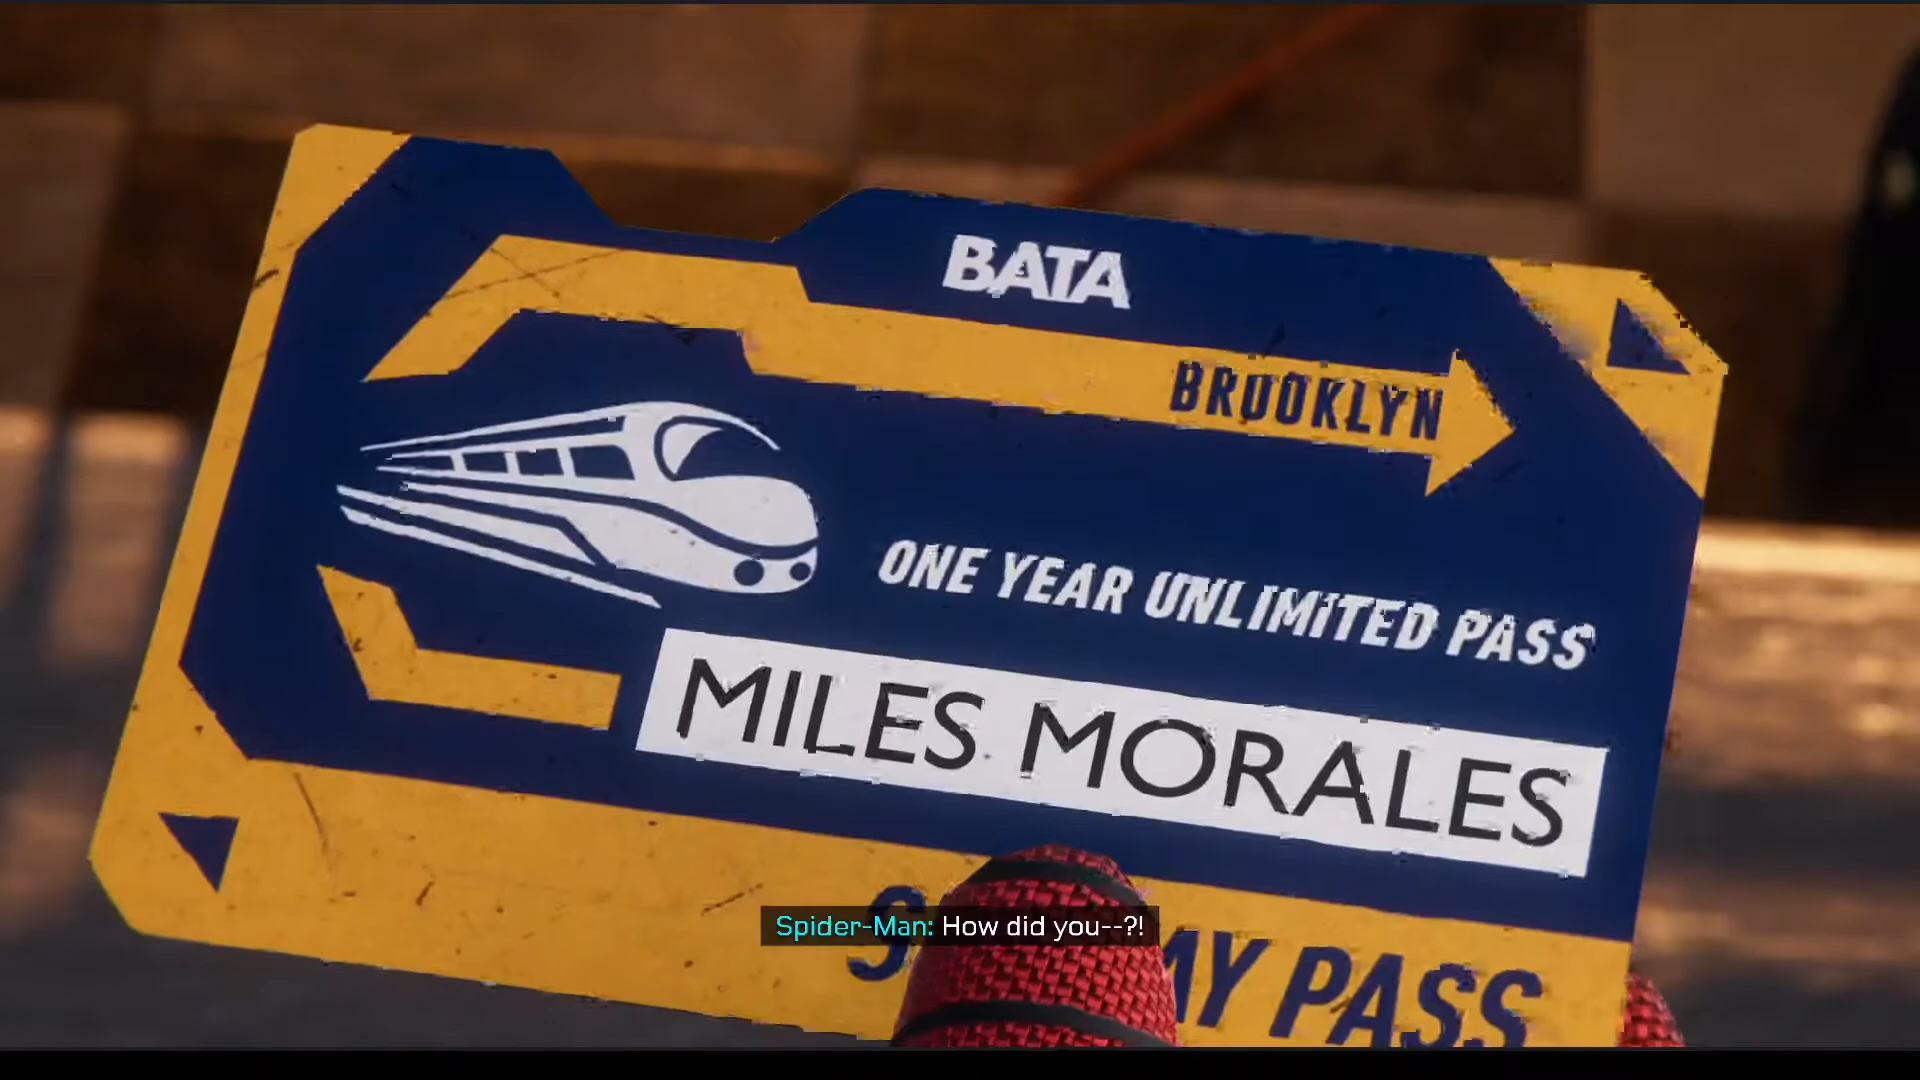 BATA
BROOKLYN
ONE YEAR UNLIMITED PASS
MILES MORALES
Spider-Man: How did you--?!
PASS